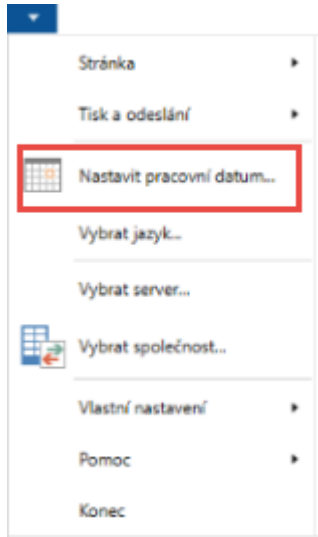 Stránka
Tisk a odeslání
Nastavit pracovní datum...
Vybrat jazyk...
Vybrat server...
Vybrat společnost...
Vlastní nastavení
Pomoc
Konec